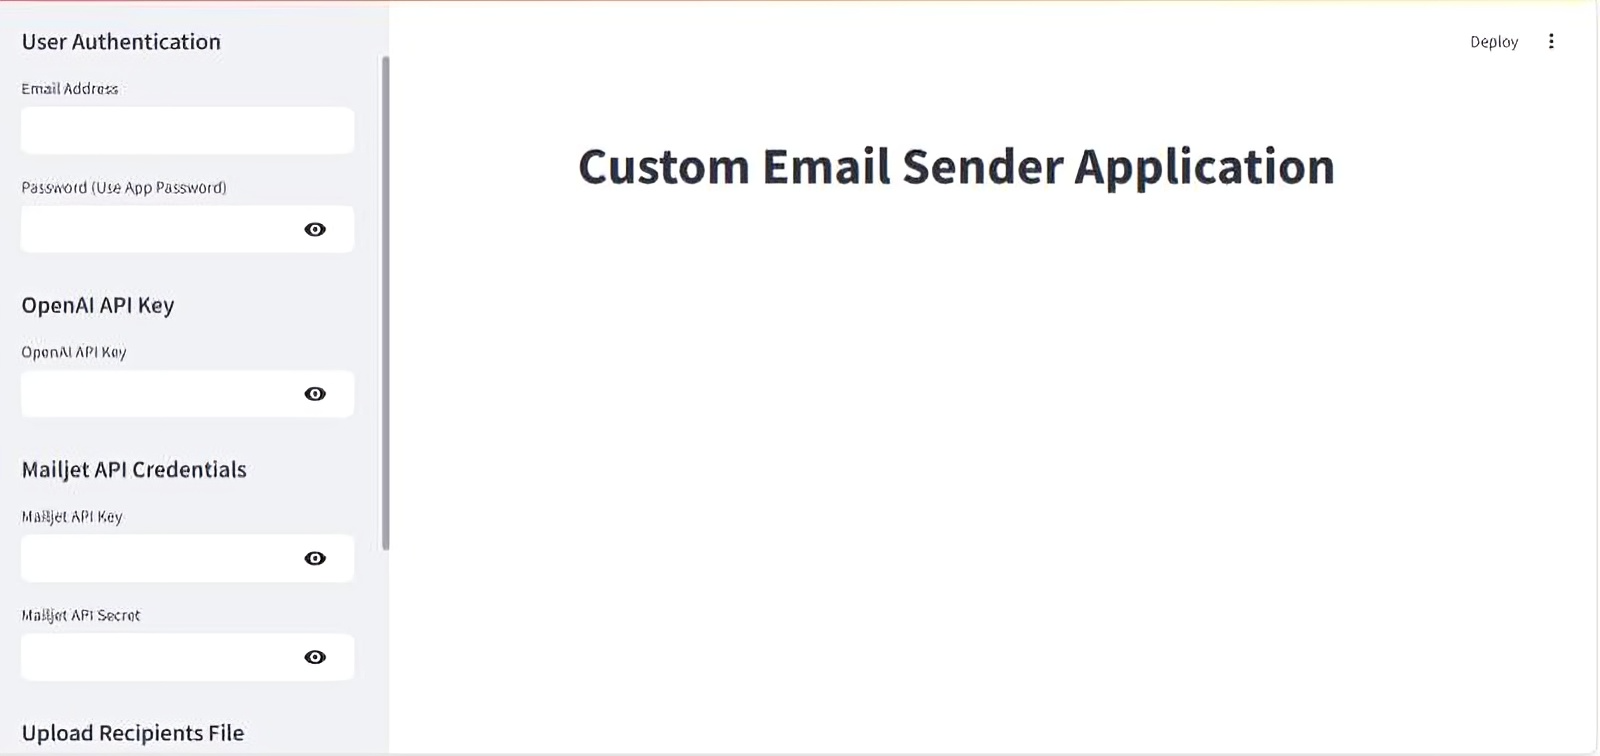 User Authentication
Email Address
Password (Use App Password)
OpenAI API Key
OpenAI API Key
Mailjet API Credentials
Mailjet API Key
Mailjet API Secret
Upload Recipients File
Deploy
Custom Email Sender Application